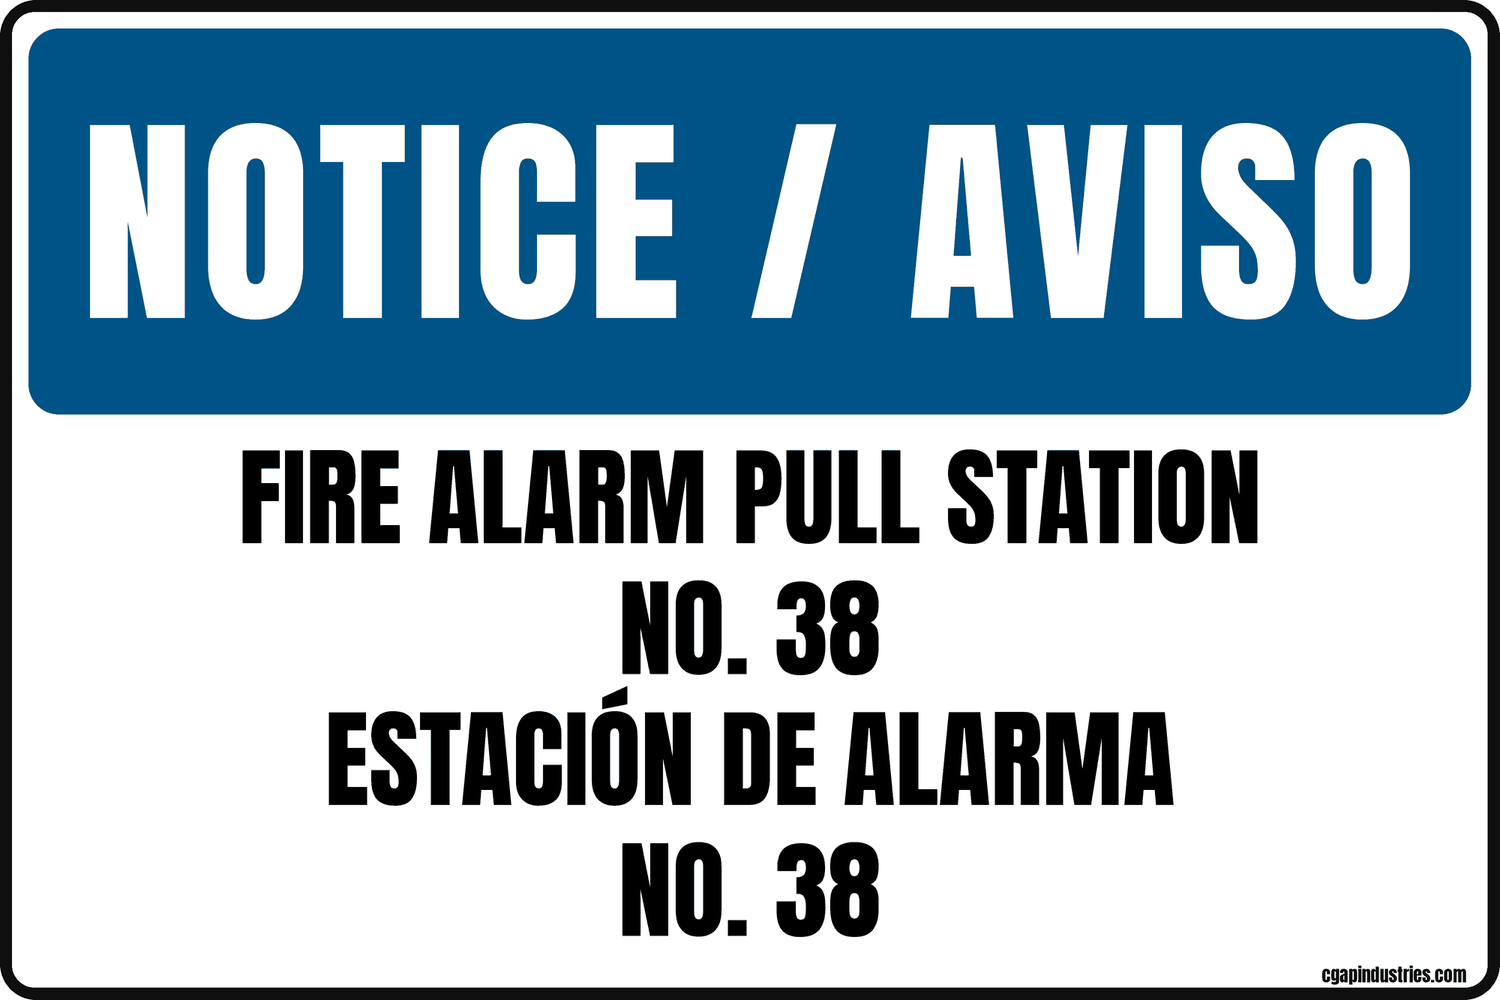 NOTICE / AVISO
FIRE ALARM PULL STATION
NO. 38
ESTACIÓN DE ALARMA
NO. 38
cgapindustries.com